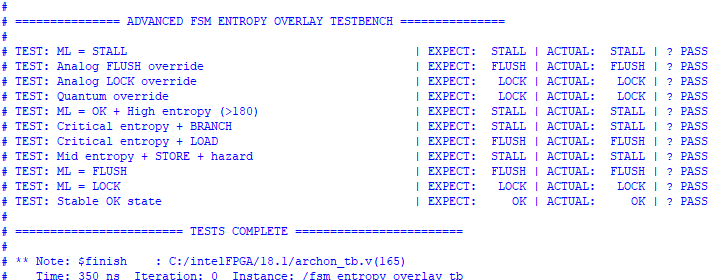 #
# =============== ADVANCED FSM ENTROPY OVERLAY TESTBENCH ===============
#
# TEST: ML = STALL | EXPECT: STALL | ACTUAL: STALL | ? PASS
# TEST: Analog FLUSH override | EXPECT: FLUSH | ACTUAL: FLUSH | ? PASS
# TEST: Analog LOCK override | EXPECT: LOCK | ACTUAL: LOCK | ? PASS
# TEST: Quantum override | EXPECT: LOCK | ACTUAL: LOCK | ? PASS
# TEST: ML = OK + High entropy (>180) | EXPECT: STALL | ACTUAL: STALL | ? PASS
# TEST: Critical entropy + BRANCH | EXPECT: STALL | ACTUAL: STALL | ? PASS
# TEST: Critical entropy + LOAD | EXPECT: FLUSH | ACTUAL: FLUSH | ? PASS
# TEST: Mid entropy + STORE + hazard | EXPECT: STALL | ACTUAL: STALL | ? PASS
# TEST: ML = FLUSH | EXPECT: FLUSH | ACTUAL: FLUSH | ? PASS
# TEST: ML = LOCK | EXPECT: LOCK | ACTUAL: LOCK | ? PASS
# TEST: Stable OK state | EXPECT: OK | ACTUAL: OK | ? PASS
#
# ======================== TESTS COMPLETE ========================
#
# ** Note: $finish : C:/intelFPGA/18.1/archon_tb.v(165)
# Time: 350 ns Iteration: 0 Instance: /fsm_entropy_overlay_tb